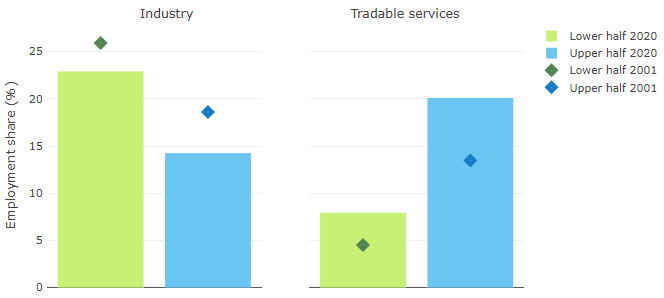 Industry
Tradable services
Lower half 2020
Upper half 2020
Lower half 2001
Upper half 2001
Employment share (%)
25
20
15
10
5
0